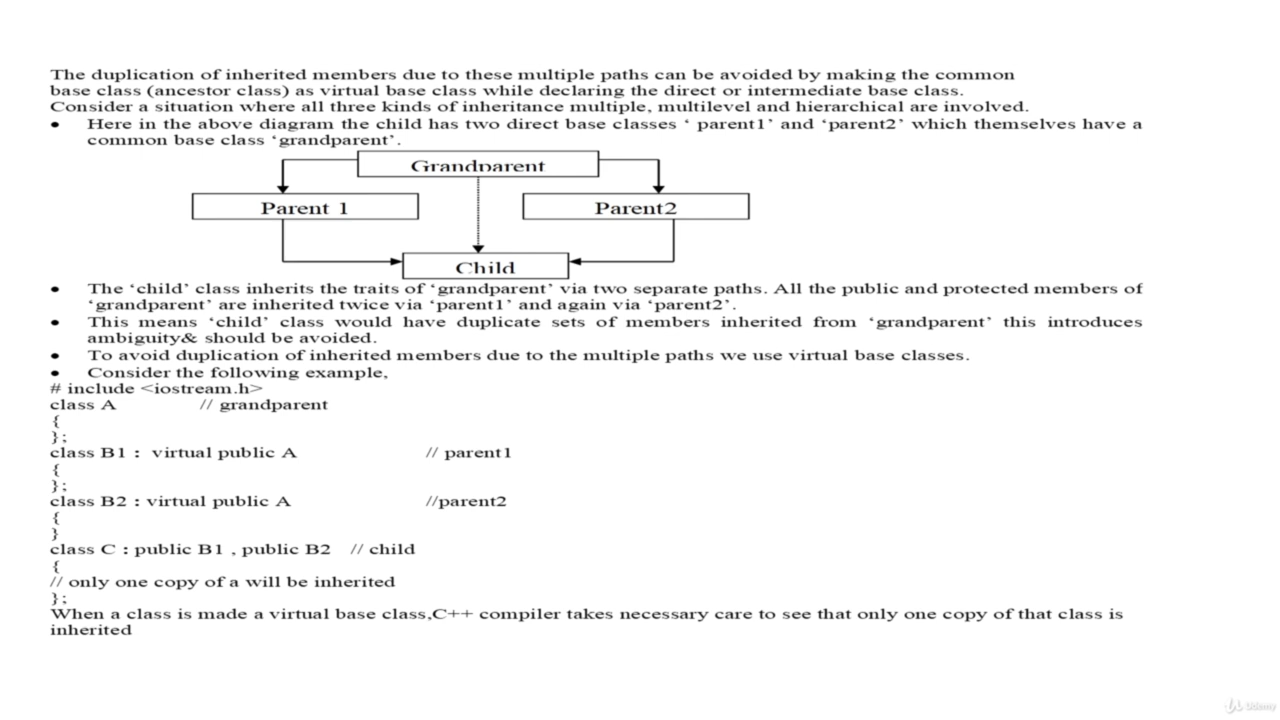 The duplication of inherited members due to these multiple paths can be avoided by making the common
base class (ancestor class) as virtual base class while declaring the direct or intermediate base class.
Consider a situation where all three kinds of inheritance multiple, multilevel and hierarchical are involved.
• Here in the above diagram the child has two direct base classes ‘ parent1’ and ‘parent2’ which themselves have a
common base class ‘grandparent’.
Grandparent
Parent 1 Parent2
Child
• The ‘child’ class inherits the traits of ‘grandparent’ via two separate paths. All the public and protected members of
‘grandparent’ are inherited twice via ‘parent1’ and again via ‘parent2’.
• This means ‘child’ class would have duplicate sets of members inherited from ‘grandparent’ this introduces
ambiguity& should be avoided.
• To avoid duplication of inherited members due to the multiple paths we use virtual base classes.
• Consider the following example,
# include <iostream.h>
class A // grandparent
{
};
class B1 : virtual public A // parent1
{
};
class B2 : virtual public A //parent2
{
}
class C : public B1 , public B2 // child
{
// only one copy of a will be inherited
};
When a class is made a virtual base class,C++ compiler takes necessary care to see that only one copy of that class is
inherited
Udemy